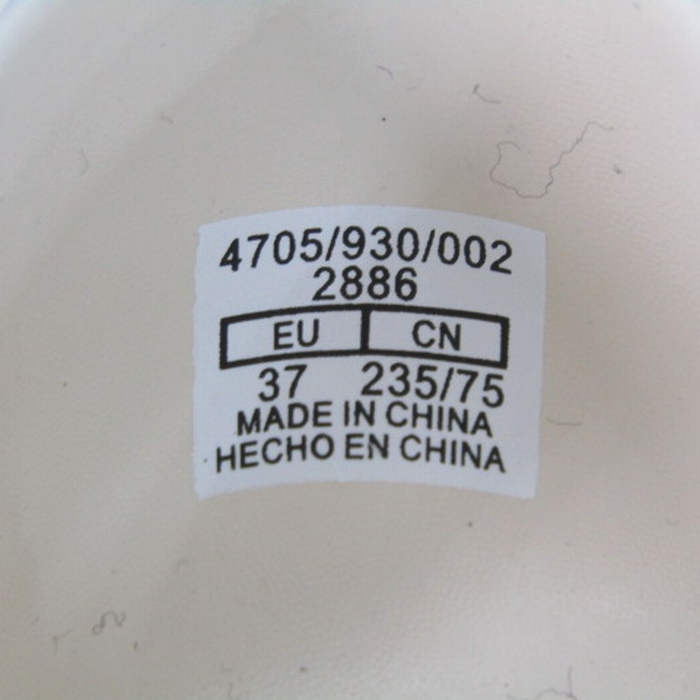 4705/930/002
2886
EU CN
37 235/75
MADE IN CHINA
HECHO EN CHINA